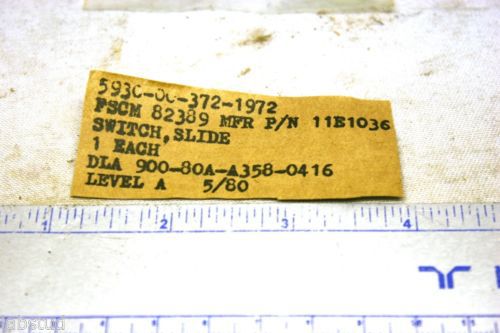 5930-00-372-1972
FSCM 82389 MFR P/N 11E1036
SWITCH, SLIDE
1 EACH
DLA 900-80A-A358-0416
LEVEL A 5/80
1 2 3 4